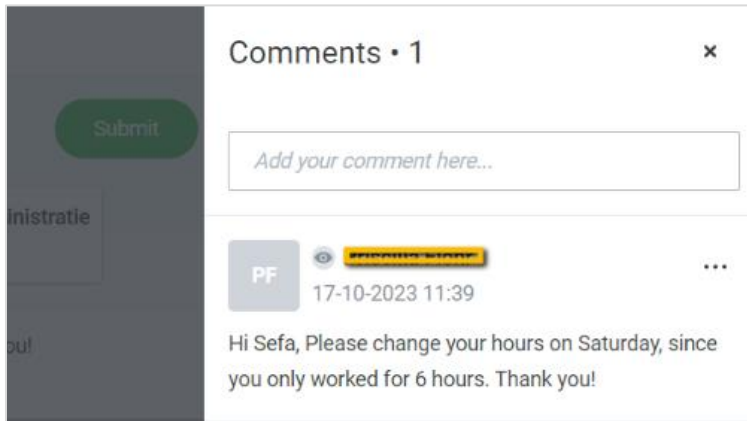 Comments • 1
×
Submit
Add your comment here...
inistratie
PF
...
17-10-2023 11:39
ou!
Hi Sefa, Please change your hours on Saturday, since
you only worked for 6 hours. Thank you!